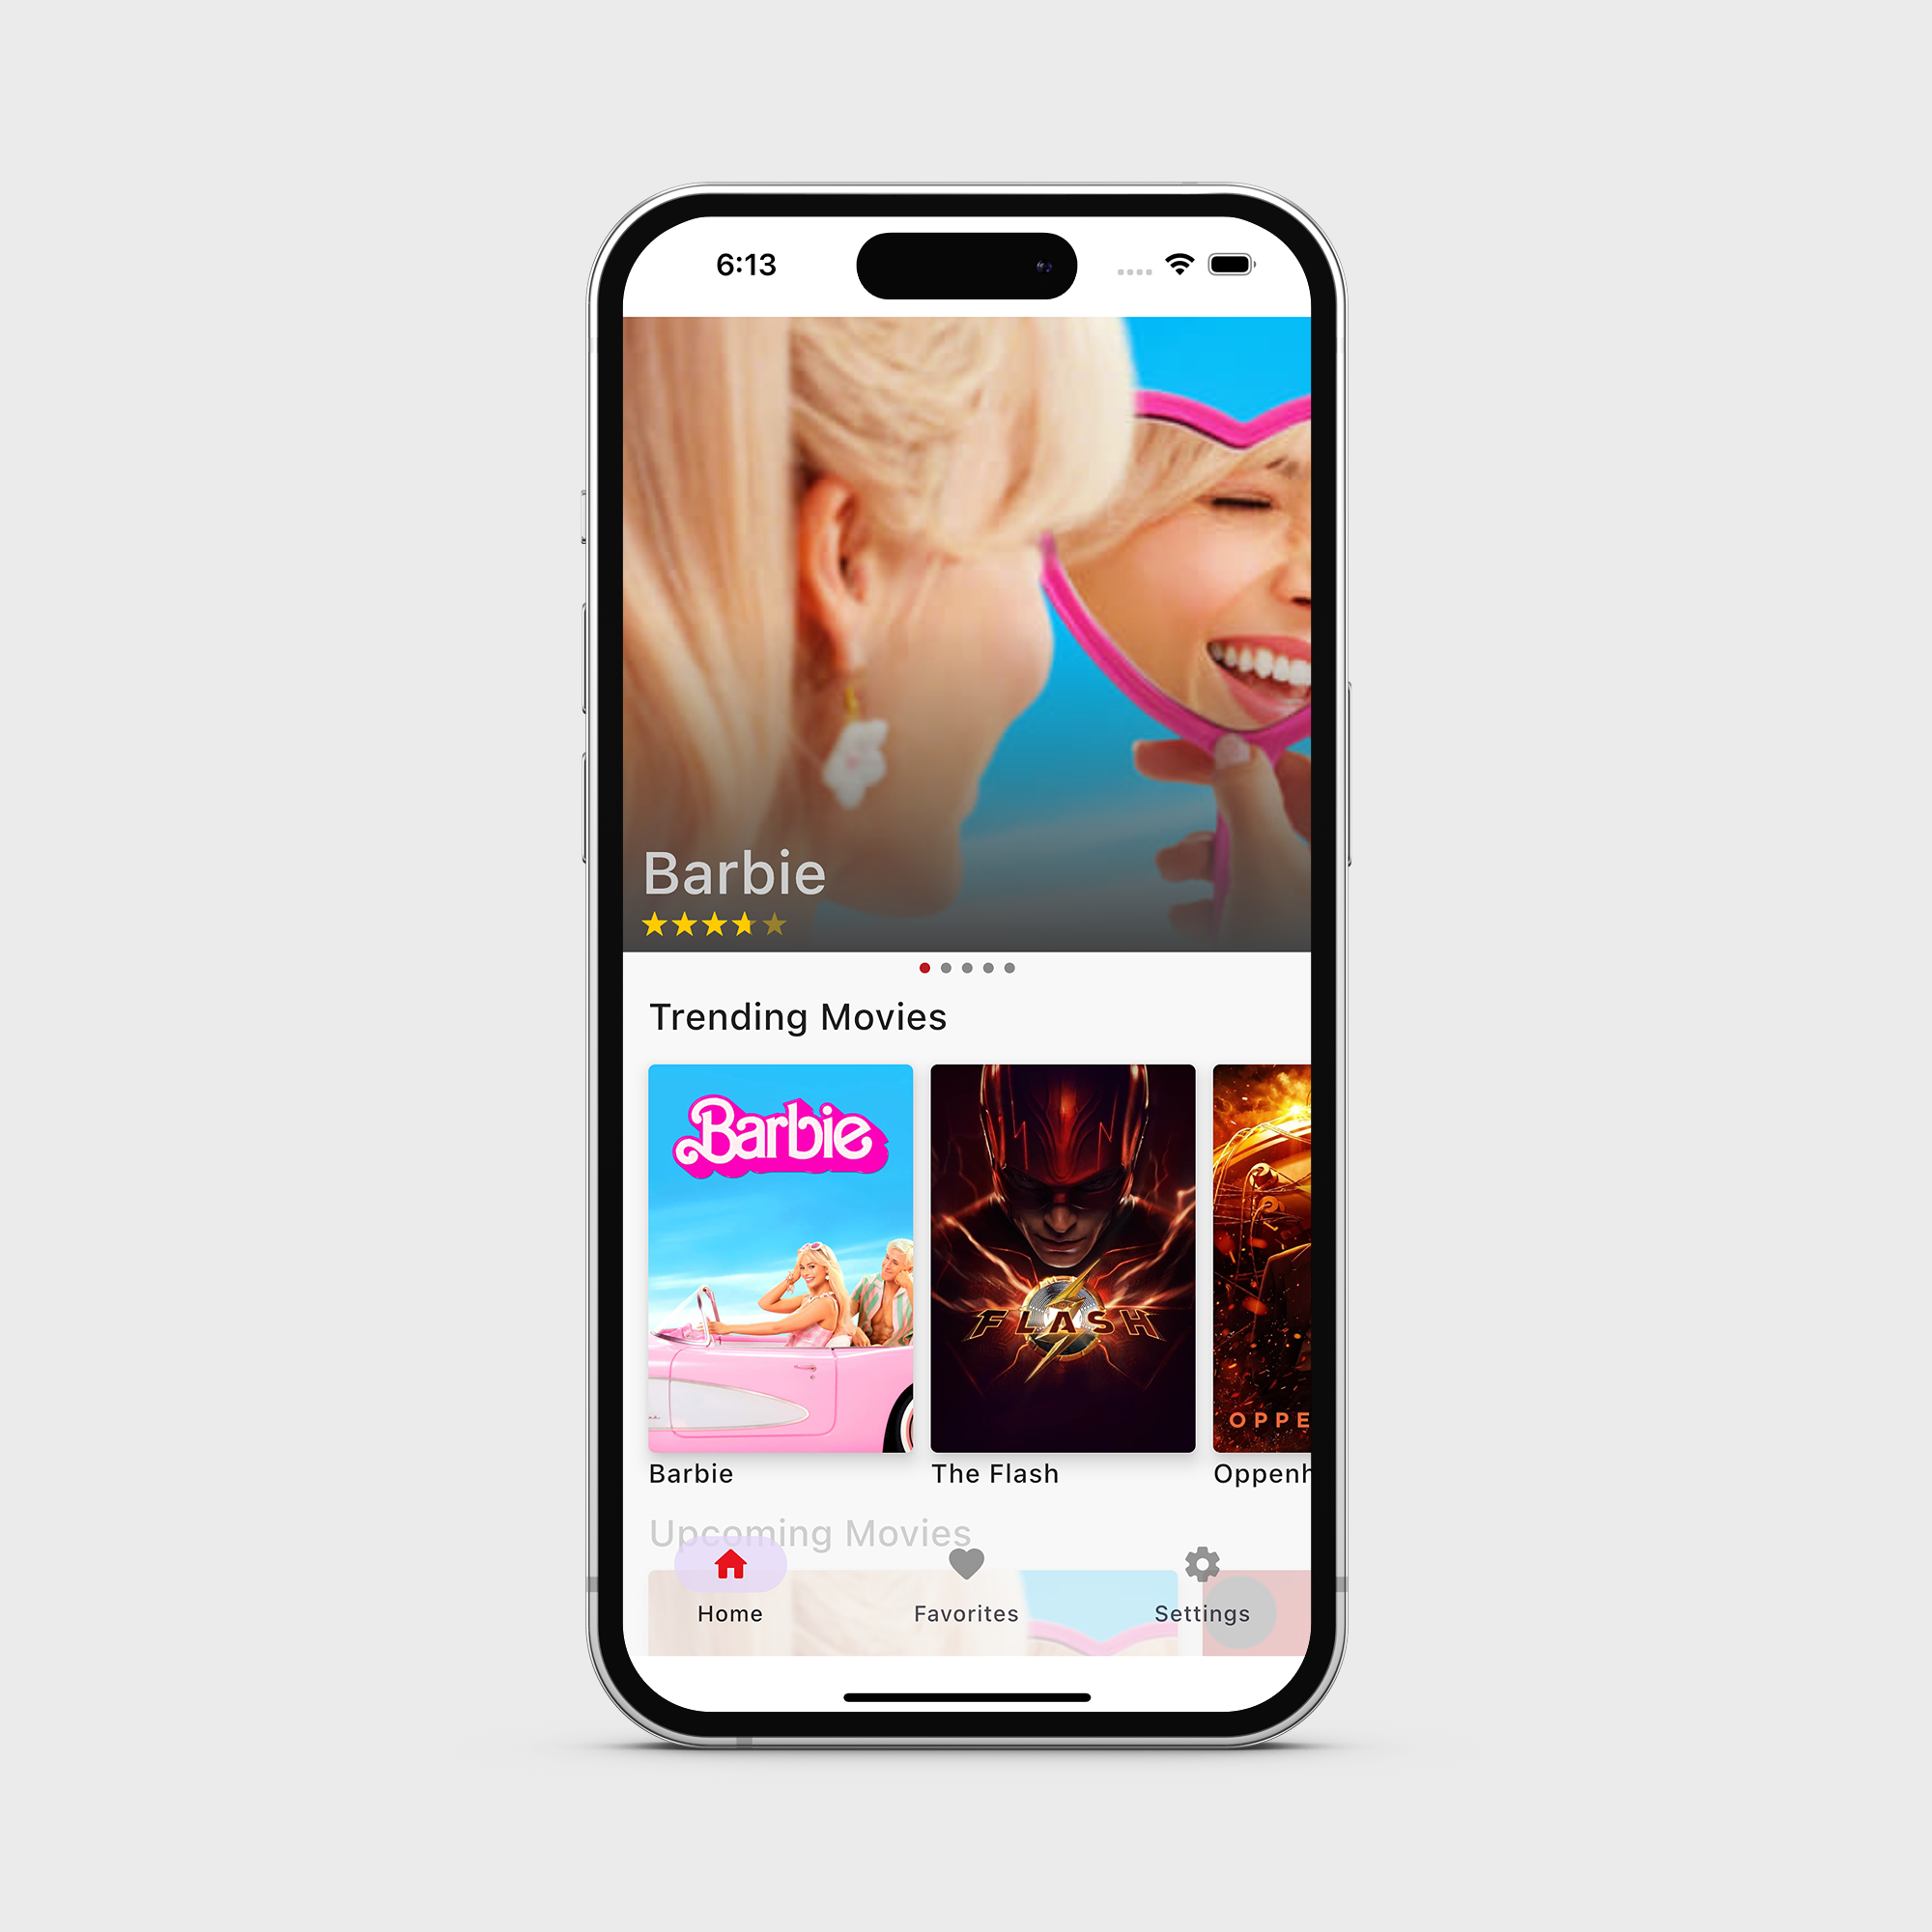 6:13
Barbie
Trending Movies
Barbie
FLASH
OPPE
Barbie
The Flash
Oppenh
Upcoming Movies
Home
Favorites
Settings